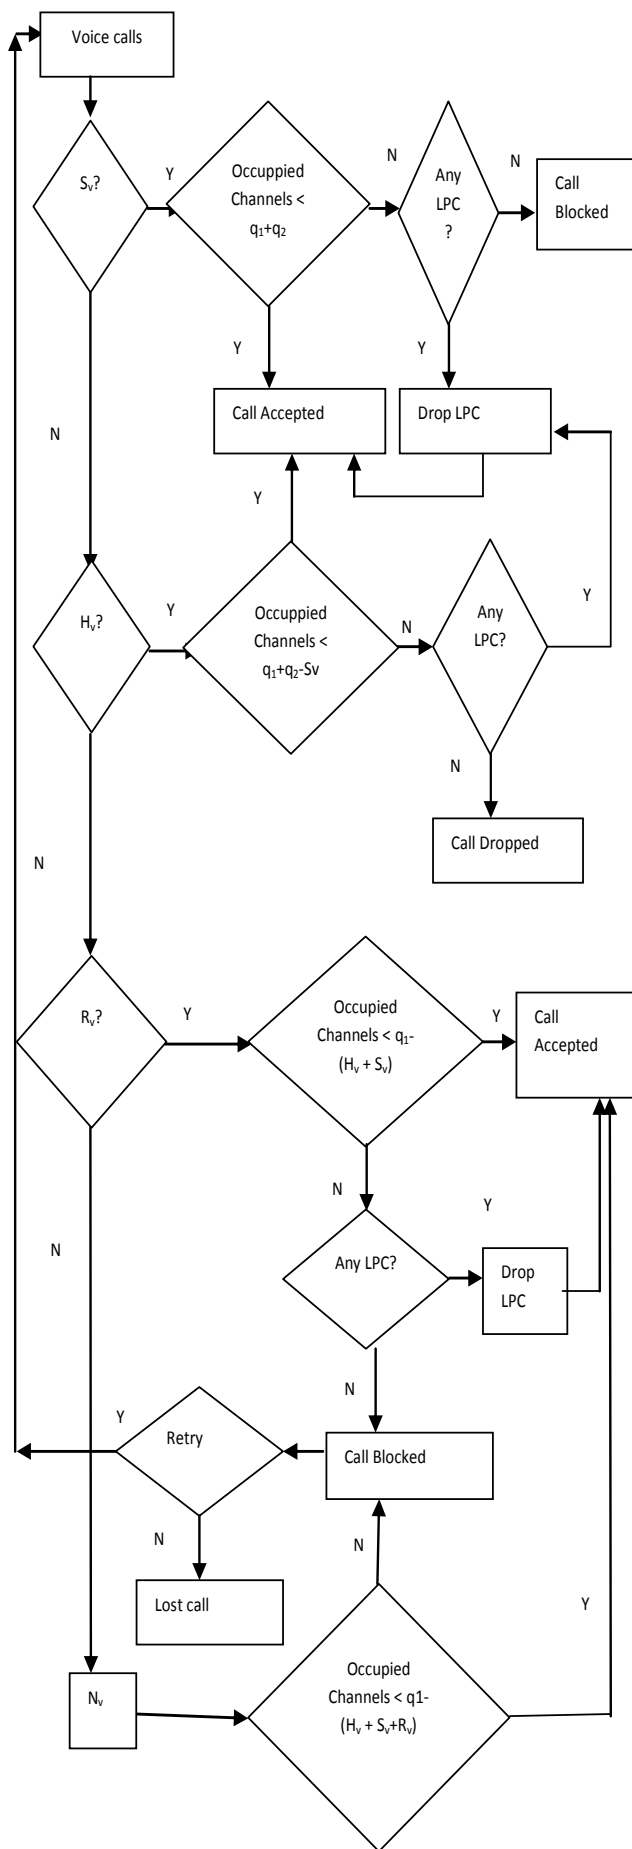 Voice calls
Sᵥ?
Y
Occuppied
Channels <
q₁+q₂
N
Any
LPC
?
N
Call
Blocked
Y
Y
Call Accepted
Drop LPC
N
Y
Hᵥ?
Y
Occuppied
Channels <
q₁+q₂-Sv
N
Any
LPC?
Y
N
Call Dropped
N
Rᵥ?
Y
Occupied
Channels < q₁-
(Hᵥ + Sᵥ)
Y
Call
Accepted
N
Y
N
Any LPC?
Drop
LPC
N
Y
Retry
Call Blocked
N
N
Lost call
Y
Nᵥ
Occupied
Channels < q1-
(Hᵥ + Sᵥ+Rᵥ)